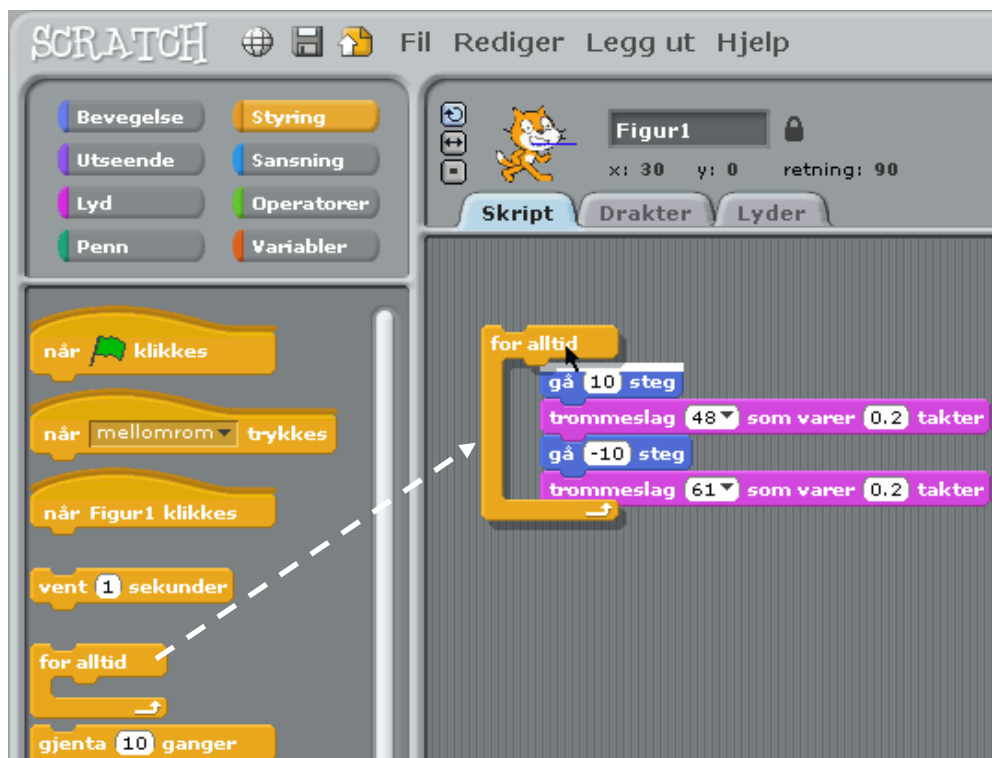 SCRATCH Fil Rediger Legg ut Hjelp
Bevegelse Styring
Utseende Sansning
Lyd Operatorer
Penn Variabler
Figur1
x: 30 y: 0 retning: 90
Skript Drakter Lyder
når klikkes
når mellomrom trykkes
når Figur1 klikkes
vent 1 sekunder
for alltid
gjenta 10 ganger
for alltid
gå 10 steg
trommeslag 48 som varer 0.2 takter
gå -10 steg
trommeslag 61 som varer 0.2 takter